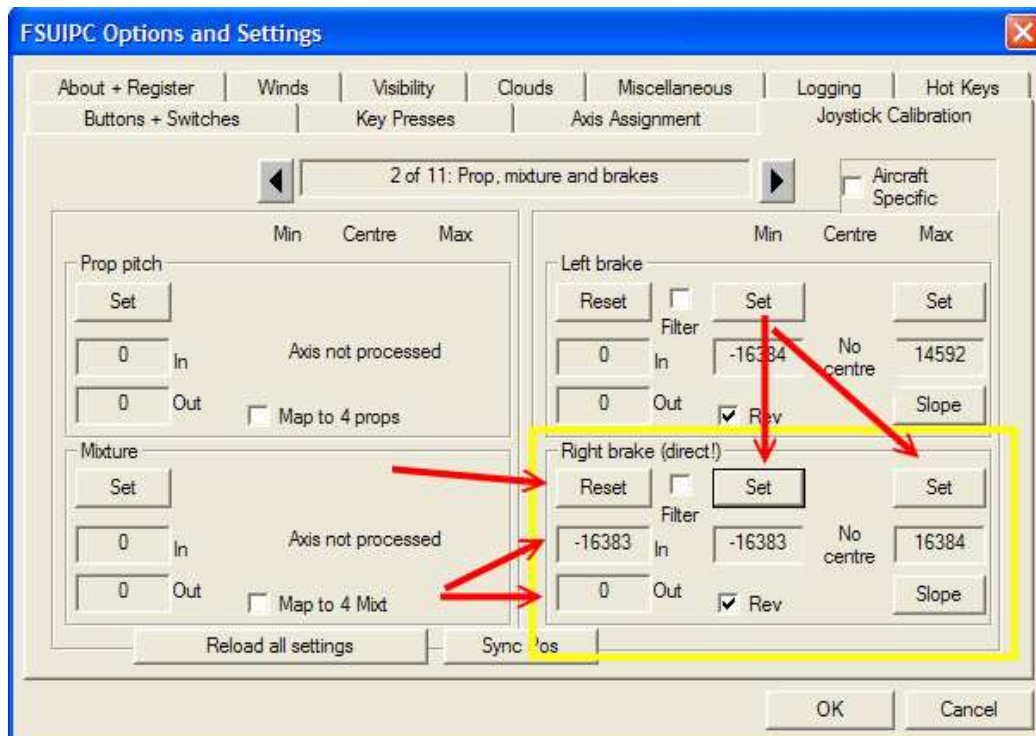 FSUIPC Options and Settings
About + Register Winds Visibility Clouds Miscellaneous Logging Hot Keys
Buttons + Switches Key Presses Axis Assignment Joystick Calibration
2 of 11: Prop, mixture and brakes
Aircraft
Specific
Min Centre Max
Prop pitch
Set
0 In Axis not processed
0 Out Map to 4 props
Mixture
Set
0 In Axis not processed
0 Out Map to 4 Mixt
Min Centre Max
Left brake
Reset Filter Set Set
0 In -16384 No centre 14592
0 Out Rev Slope
Right brake (direct!)
Reset Filter Set Set
-16383 In -16383 No centre 16384
0 Out Rev Slope
Reload all settings Sync Pos
OK Cancel